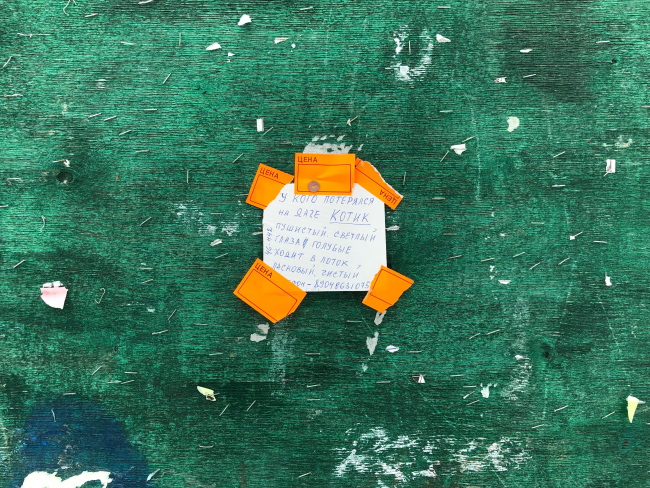 ЦЕНА
ЦЕНА
ЦЕНА
У КОГО ПОТЕРЯЛСЯ
НА ДАЧЕ КОТИК
ПУШИСТЫЙ. СВЕТЛЫЙ
ГЛАЗА ГОЛУБЫЕ
ХОДИТ В ЛОТОК
ЛАСКОВЫЙ, ЧИСТЫЙ
ЦЕНА